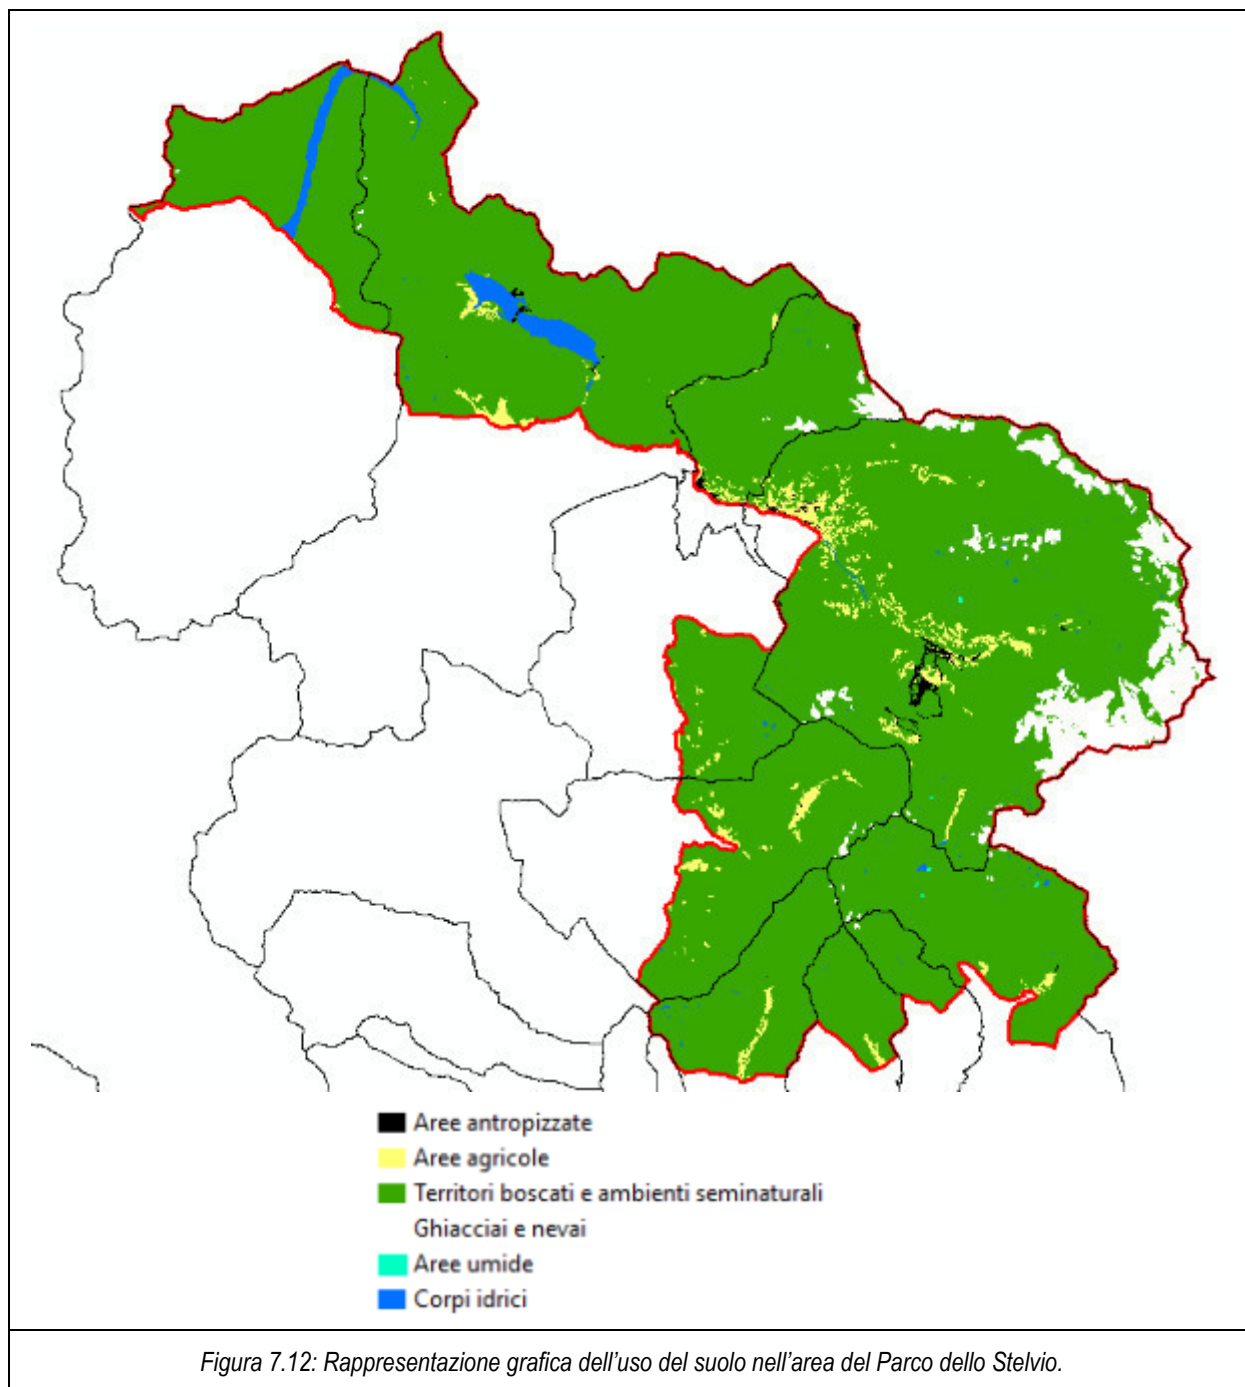 Aree antropizzate
Aree agricole
Territori boscati e ambienti seminaturali
Ghiacciai e nevai
Aree umide
Corpi idrici
Figura 7.12: Rappresentazione grafica dell'uso del suolo nell'area del Parco dello Stelvio.